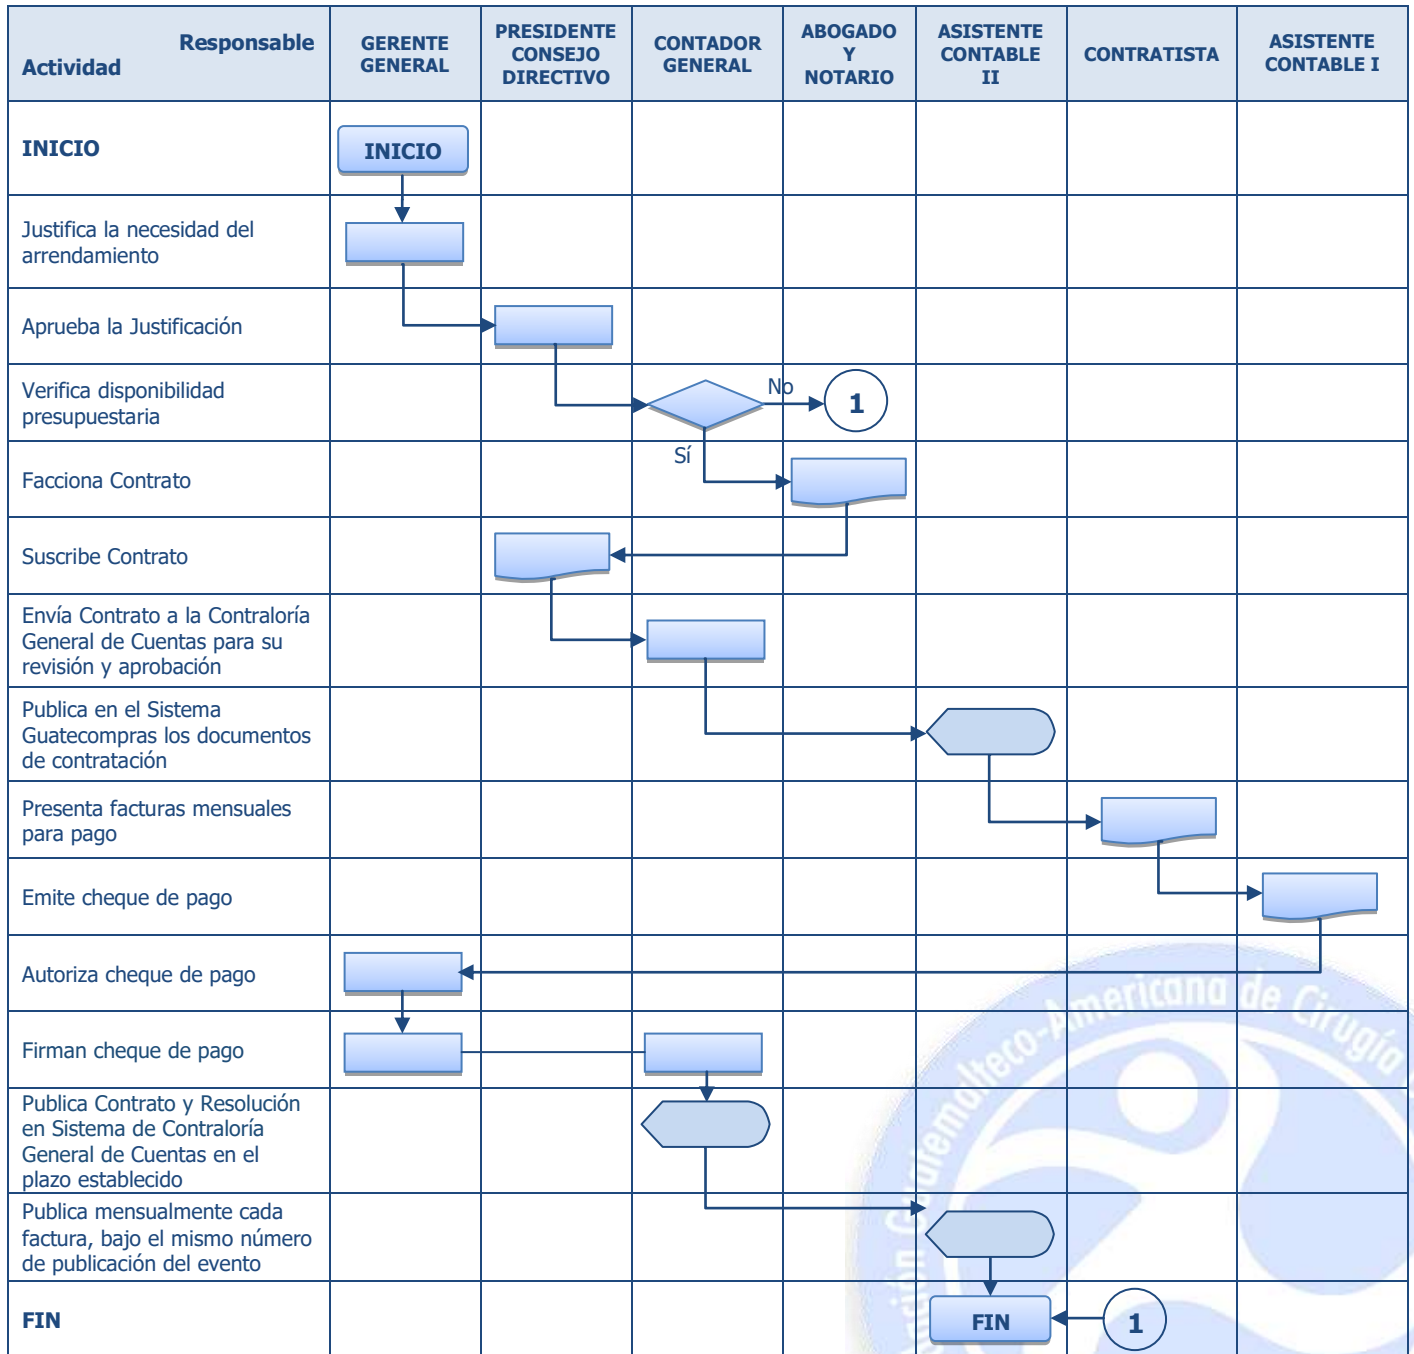 Responsable
Actividad
GERENTE
GENERAL
PRESIDENTE
CONSEJO
DIRECTIVO
CONTADOR
GENERAL
ABOGADO
Y
NOTARIO
ASISTENTE
CONTABLE
II
CONTRATISTA
ASISTENTE
CONTABLE I
INICIO
INICIO
Justifica la necesidad del
arrendamiento
Aprueba la Justificación
Verifica disponibilidad
presupuestaria
No
1
Sí
Facciona Contrato
Suscribe Contrato
Envía Contrato a la Contraloría
General de Cuentas para su
revisión y aprobación
Publica en el Sistema
Guatecompras los documentos
de contratación
Presenta facturas mensuales
para pago
Emite cheque de pago
Autoriza cheque de pago
Firman cheque de pago
Publica Contrato y Resolución
en Sistema de Contraloría
General de Cuentas en el
plazo establecido
Publica mensualmente cada
factura, bajo el mismo número
de publicación del evento
FIN
FIN
1
Guatemalteco-Americana de Cirugía